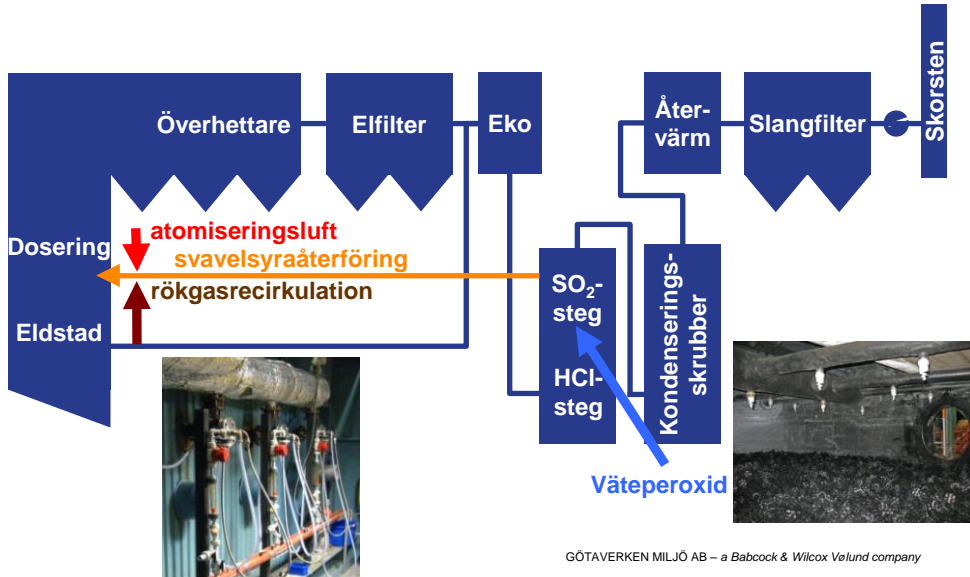 Överhettare
Elfilter
Eko
Åter-
värm
Slangfilter
Skorsten
Dosering
atomiseringsluft
svavelsyraåterföring
rökgasrecirkulation
Eldstad
SO₂-
steg
HCl-
steg
Kondenserings-
skrubber
Väteperoxid
GÖTAVERKEN MILJÖ AB – a Babcock & Wilcox Vølund company